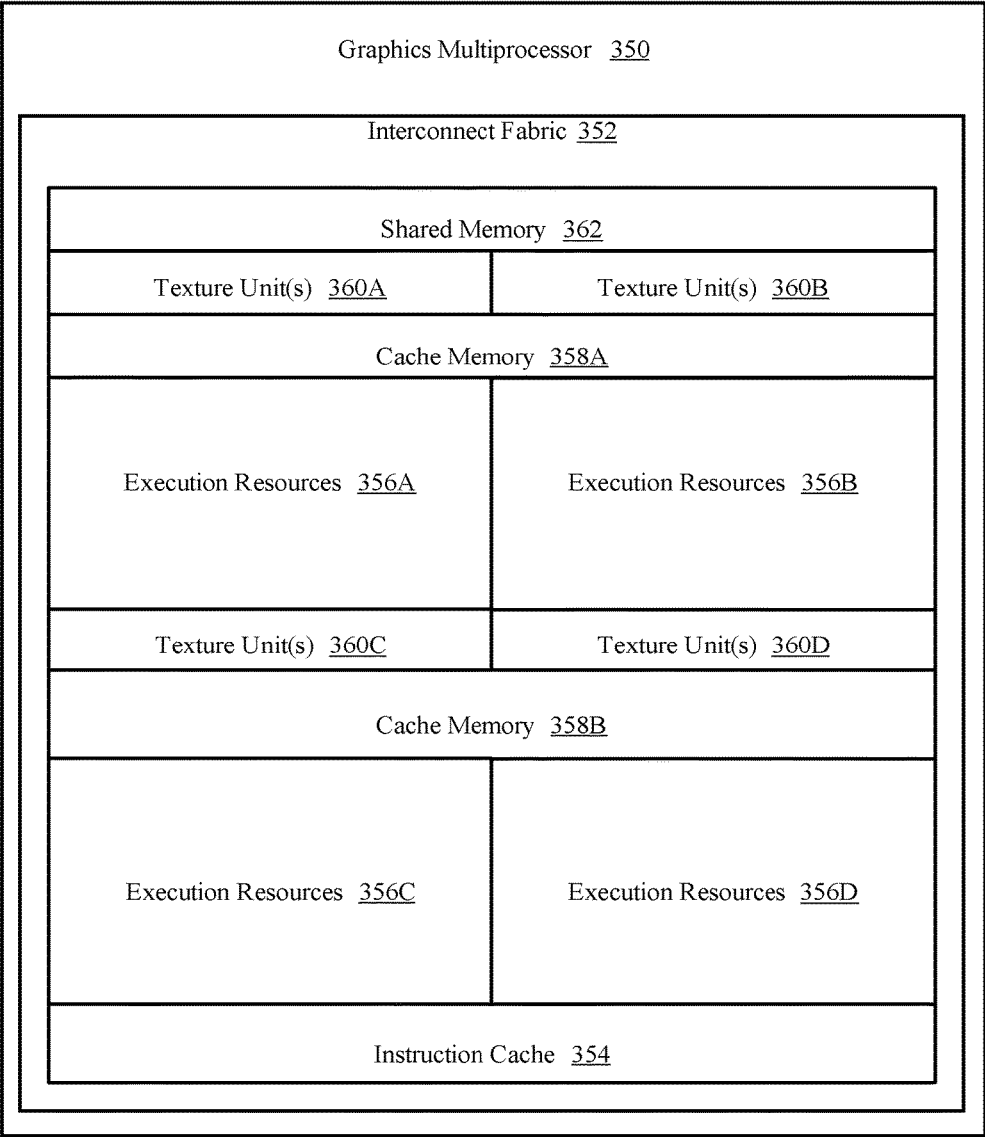 Graphics Multiprocessor 350
Interconnect Fabric 352
Shared Memory 362
Texture Unit(s) 360A
Texture Unit(s) 360B
Cache Memory 358A
Execution Resources 356A
Execution Resources 356B
Texture Unit(s) 360C
Texture Unit(s) 360D
Cache Memory 358B
Execution Resources 356C
Execution Resources 356D
Instruction Cache 354